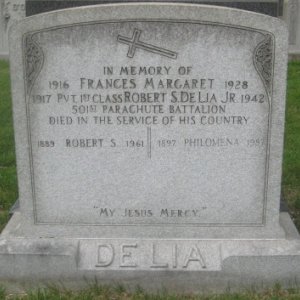 IN MEMORY OF
1916 FRANCES MARGARET 1928
1917 PVT. 1ST CLASS ROBERT S. DE LIA JR. 1942
501ST PARACHUTE BATTALION
DIED IN THE SERVICE OF HIS COUNTRY
1889 ROBERT S. 1961 1897 PHILOMENA 1987
"MY JESUS MERCY."
DE LIA